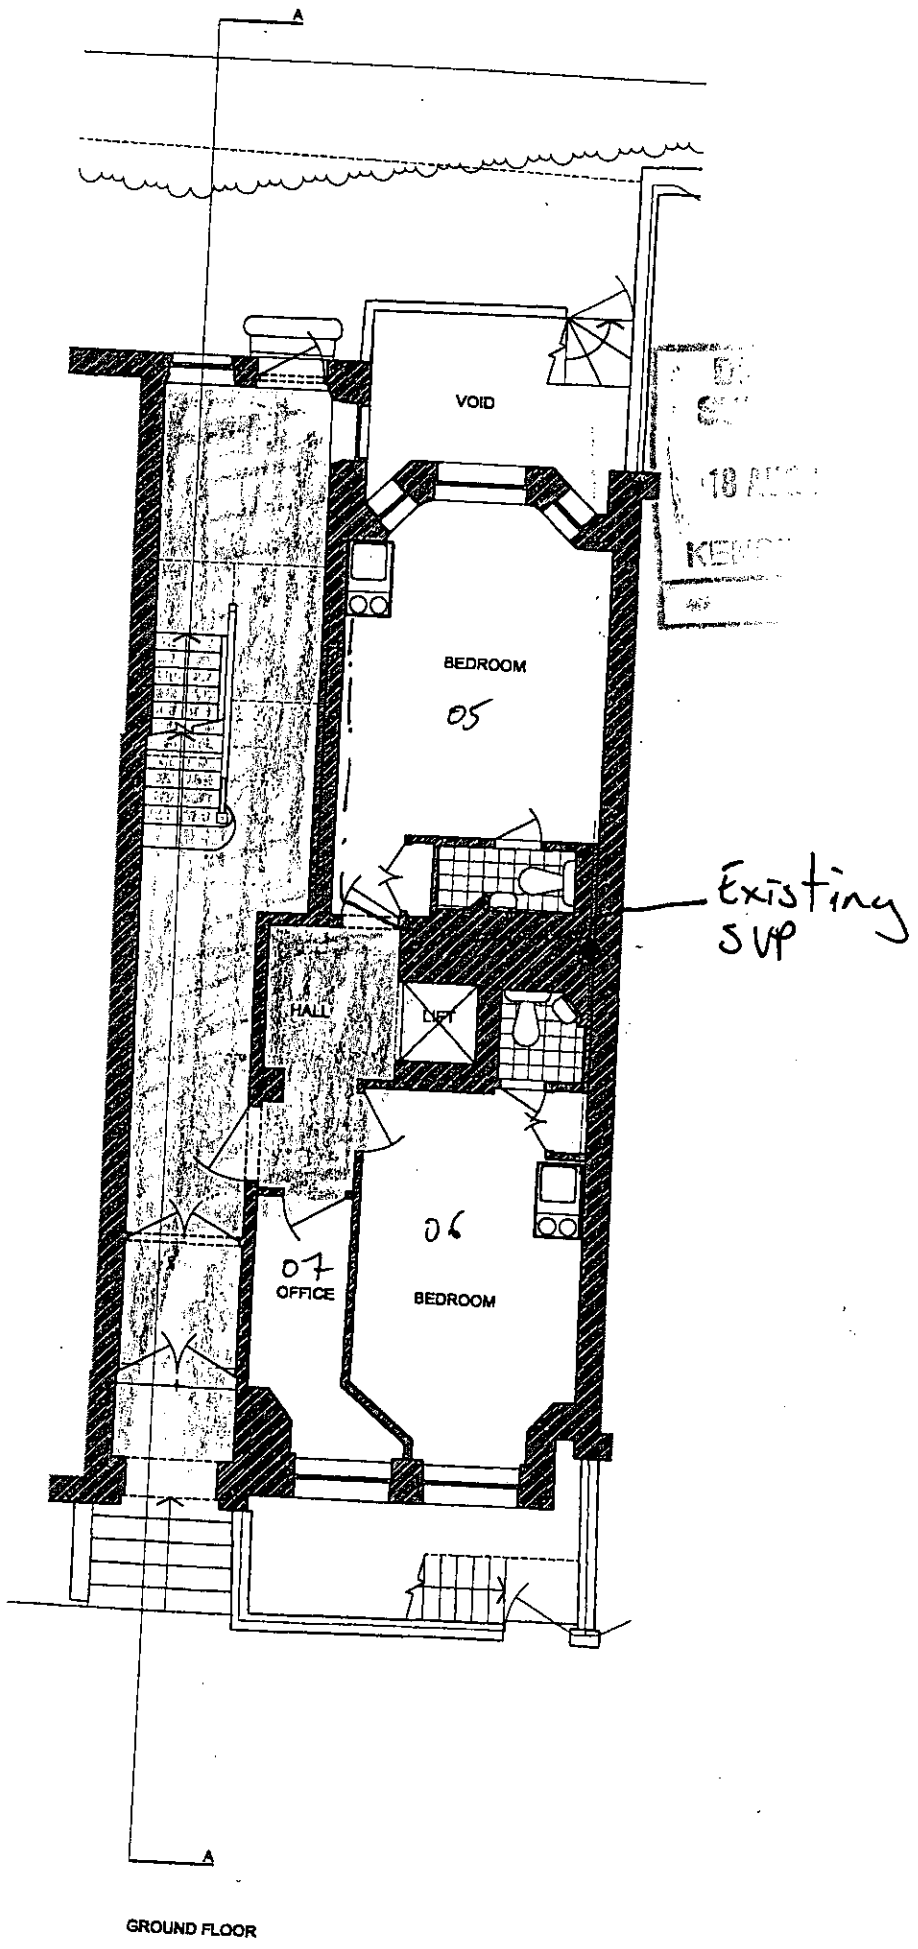 A
VOID
18
BEDROOM
05
Existing
SVP
HALL
LIFT
06
07
OFFICE
BEDROOM
A
GROUND FLOOR